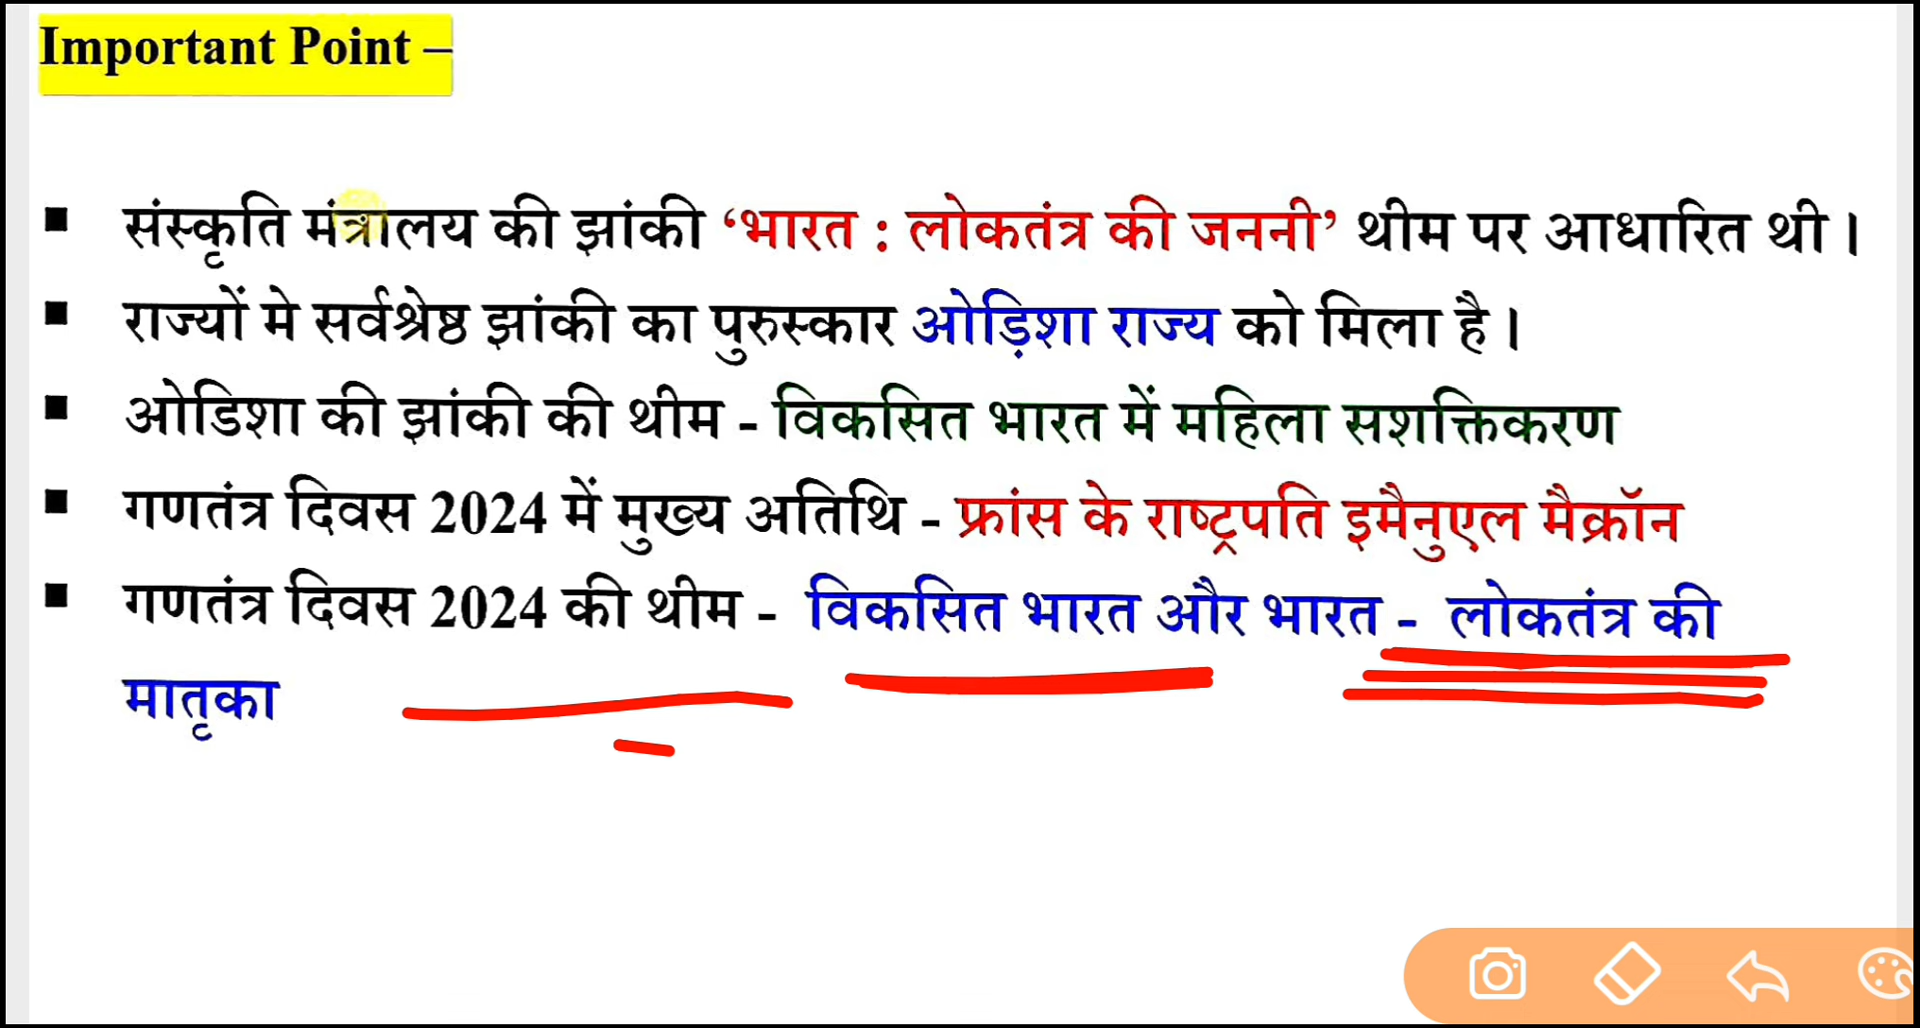 Important Point –
▪ संस्कृति मंत्रालय की झांकी ‘भारत : लोकतंत्र की जननी’ थीम पर आधारित थी।
▪ राज्यों मे सर्वश्रेष्ठ झांकी का पुरुस्कार ओड़िशा राज्य को मिला है।
▪ ओडिशा की झांकी की थीम - विकसित भारत में महिला सशक्तिकरण
▪ गणतंत्र दिवस 2024 में मुख्य अतिथि - फ्रांस के राष्ट्रपति इमैनुएल मैक्रॉन
▪ गणतंत्र दिवस 2024 की थीम - विकसित भारत और भारत - लोकतंत्र की
मातृका